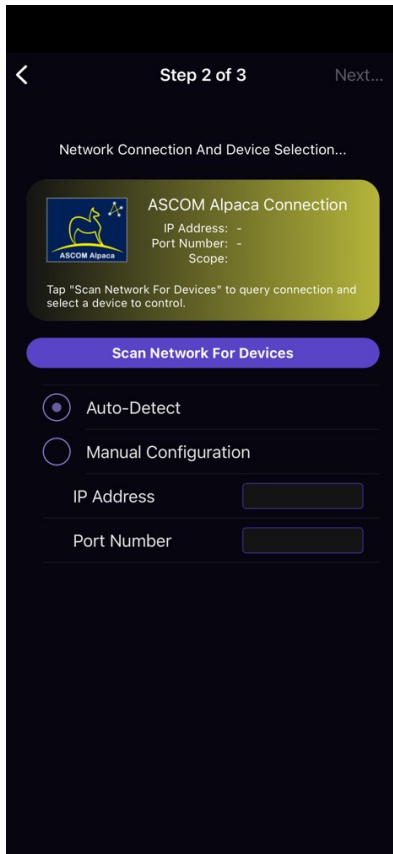 Step 2 of 3
Next...
Network Connection And Device Selection...
ASCOM Alpaca Connection
IP Address: -
Port Number: -
Scope:
ASCOM Alpaca
Tap "Scan Network For Devices" to query connection and
select a device to control.
Scan Network For Devices
Auto-Detect
Manual Configuration
IP Address
Port Number